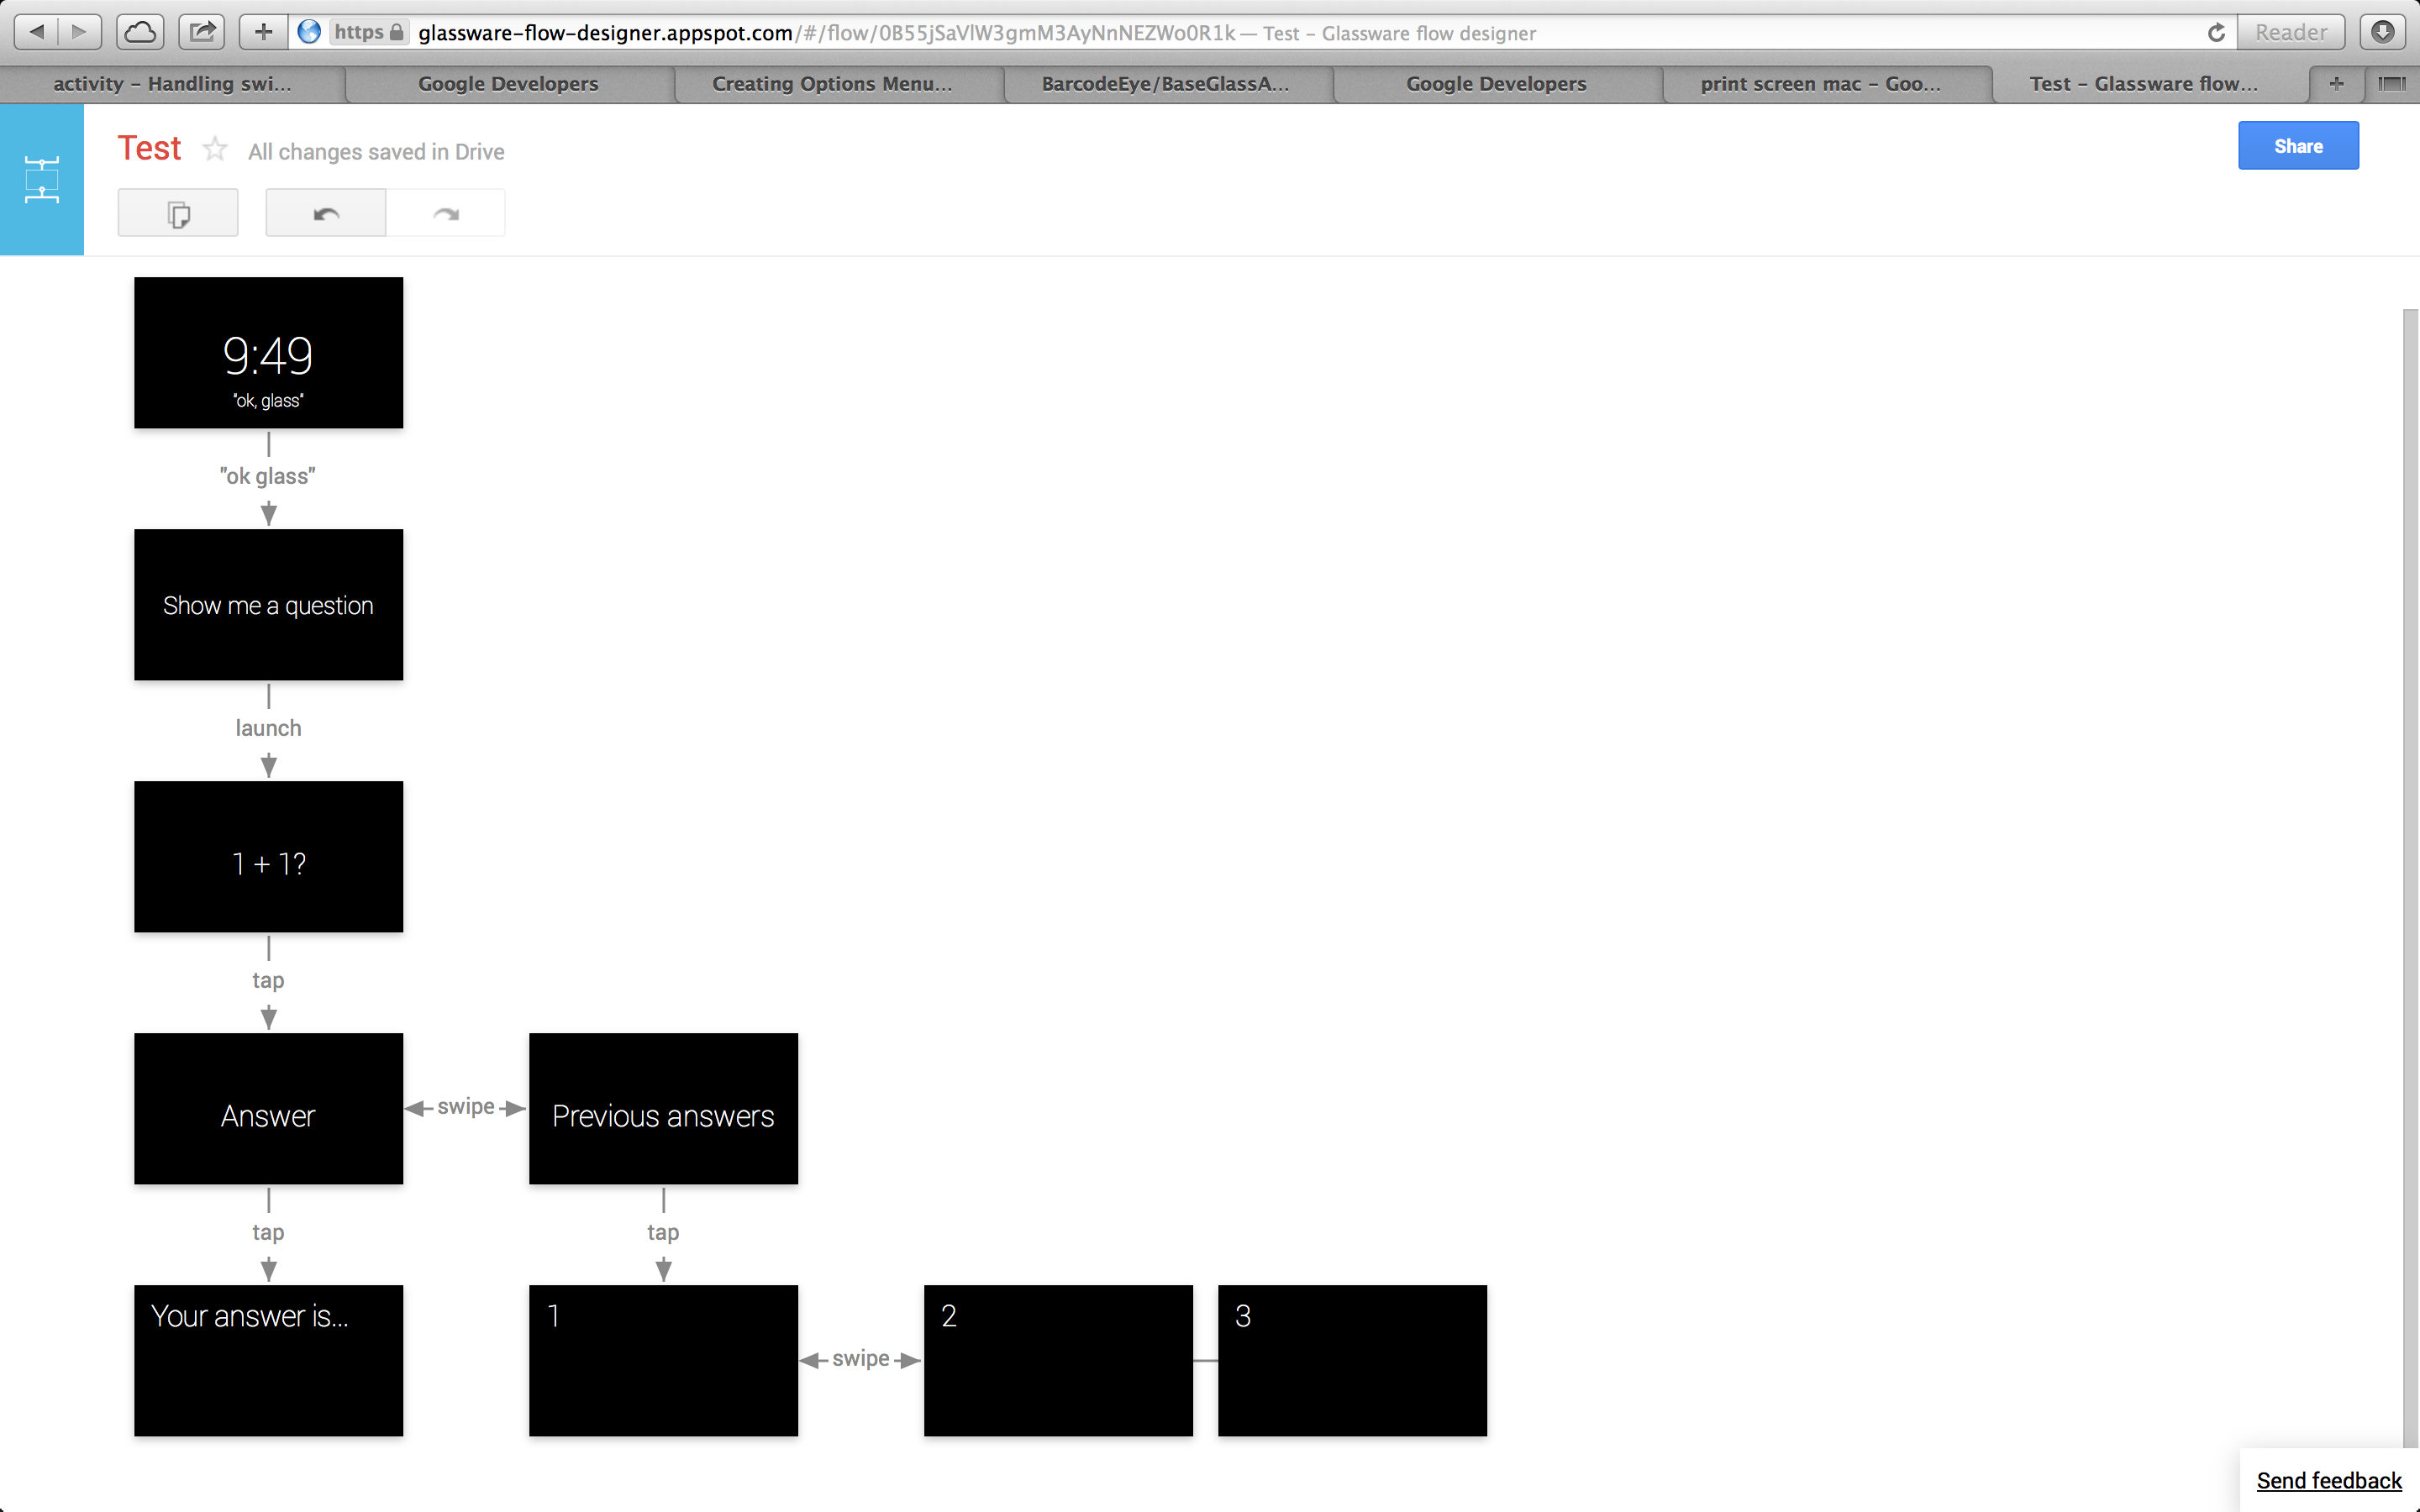 https glassware-flow-designer.appspot.com/#/flow/0B55jSaVlW3gmM3AyNnNEZWo0R1k — Test – Glassware flow designer
Reader
activity – Handling swi...
Google Developers
Creating Options Menu...
BarcodeEye/BaseGlassA...
Google Developers
print screen mac – Goo...
Test – Glassware flow...
Test
All changes saved in Drive
Share
9:49
"ok, glass"
"ok glass"
Show me a question
launch
1 + 1?
tap
Answer
swipe
Previous answers
tap
tap
Your answer is...
1
swipe
2
3
Send feedback